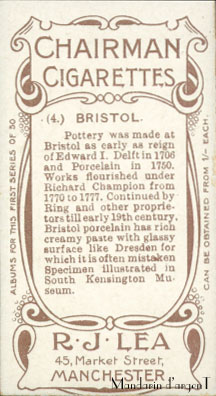 CHAIRMAN
CIGARETTES
(4.) BRISTOL.
Pottery was made at
Bristol as early as reign
of Edward I. Delft in 1706
and Porcelain in 1750.
Works flourished under
Richard Champion from
1770 to 1777. Continued by
Ring and other propriet-
ors till early 19th century.
Bristol porcelain has rich
creamy paste with glassy
surface like Dresden for
which it is often mistaken
Specimen illustrated in
South Kensington Mu-
seum.
R.J. LEA
45, Market Street,
MANCHESTER
ALBUMS FOR THIS FIRST SERIES OF 50
CAN BE OBTAINED FROM 1/- EACH.
Mandarin d'argent